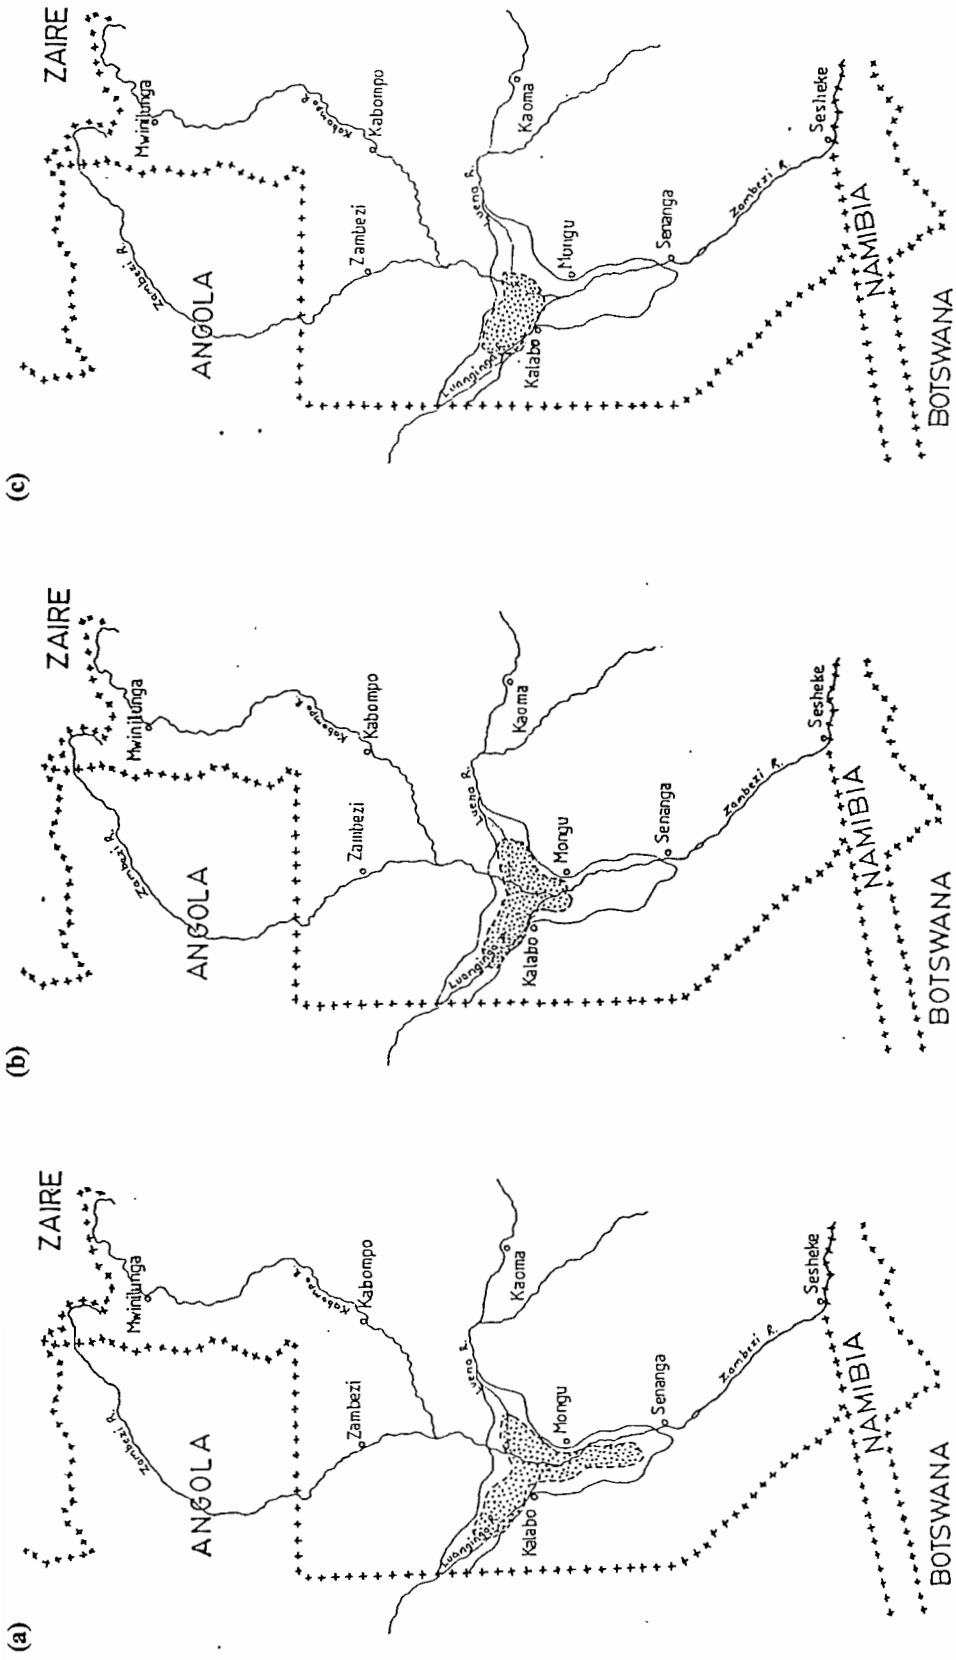 (a)
ZAIRE
Mwinilunga
Zambezi R.
ANGOLA
Kabompo R.
Kabompo
Zambezi
Luena R.
Kaoma
Luanginga R.
Mongu
Kalabo
Senanga
Zambezi R.
Sesheke
NAMIBIA
BOTSWANA
(b)
ZAIRE
Mwinilunga
Zambezi R.
ANGOLA
Kabompo R.
Kabompo
Zambezi
Luena R.
Kaoma
Luanginga R.
Mongu
Kalabo
Senanga
Zambezi R.
Sesheke
NAMIBIA
BOTSWANA
(c)
ZAIRE
Mwinilunga
Zambezi R.
ANGOLA
Kabompo R.
Kabompo
Zambezi
Luena R.
Kaoma
Luanginga
Mungu
Kalabo
Senanga
Zambezi R.
Sesheke
NAMIBIA
BOTSWANA